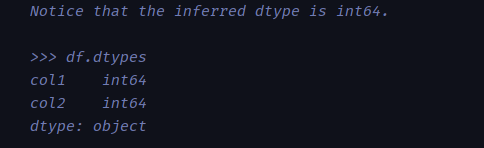 Notice that the inferred dtype is int64.
>>> df.dtypes
col1    int64
col2    int64
dtype: object